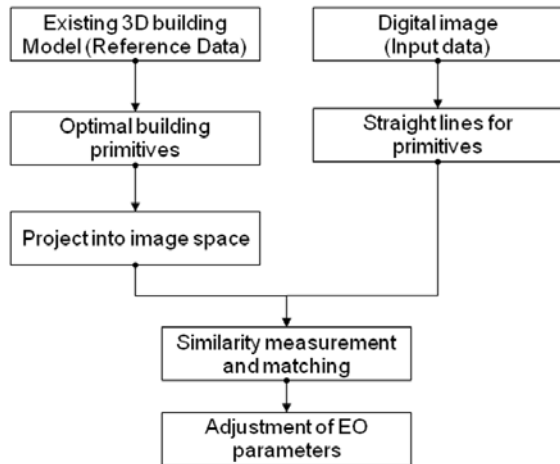 Existing 3D building
Model (Reference Data)
Digital image
(Input data)
Optimal building
primitives
Straight lines for
primitives
Project into image space
Similarity measurement
and matching
Adjustment of EO
parameters